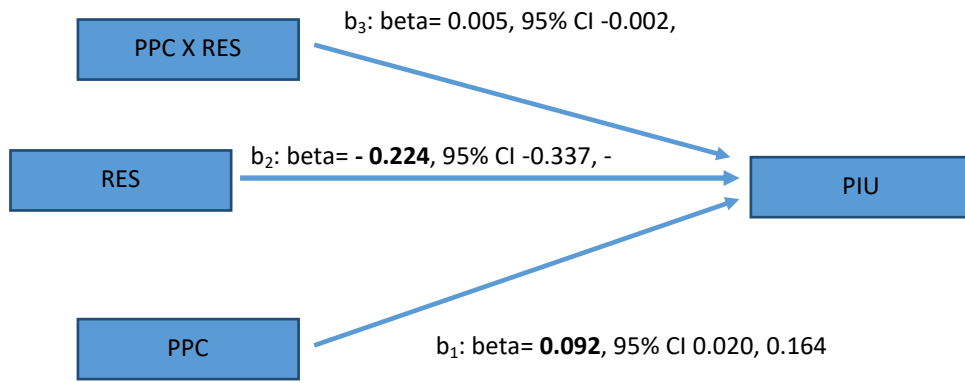 b₃: beta= 0.005, 95% CI -0.002,
PPC X RES
b₂: beta= - 0.224, 95% CI -0.337, -
RES
PIU
PPC
b₁: beta= 0.092, 95% CI 0.020, 0.164